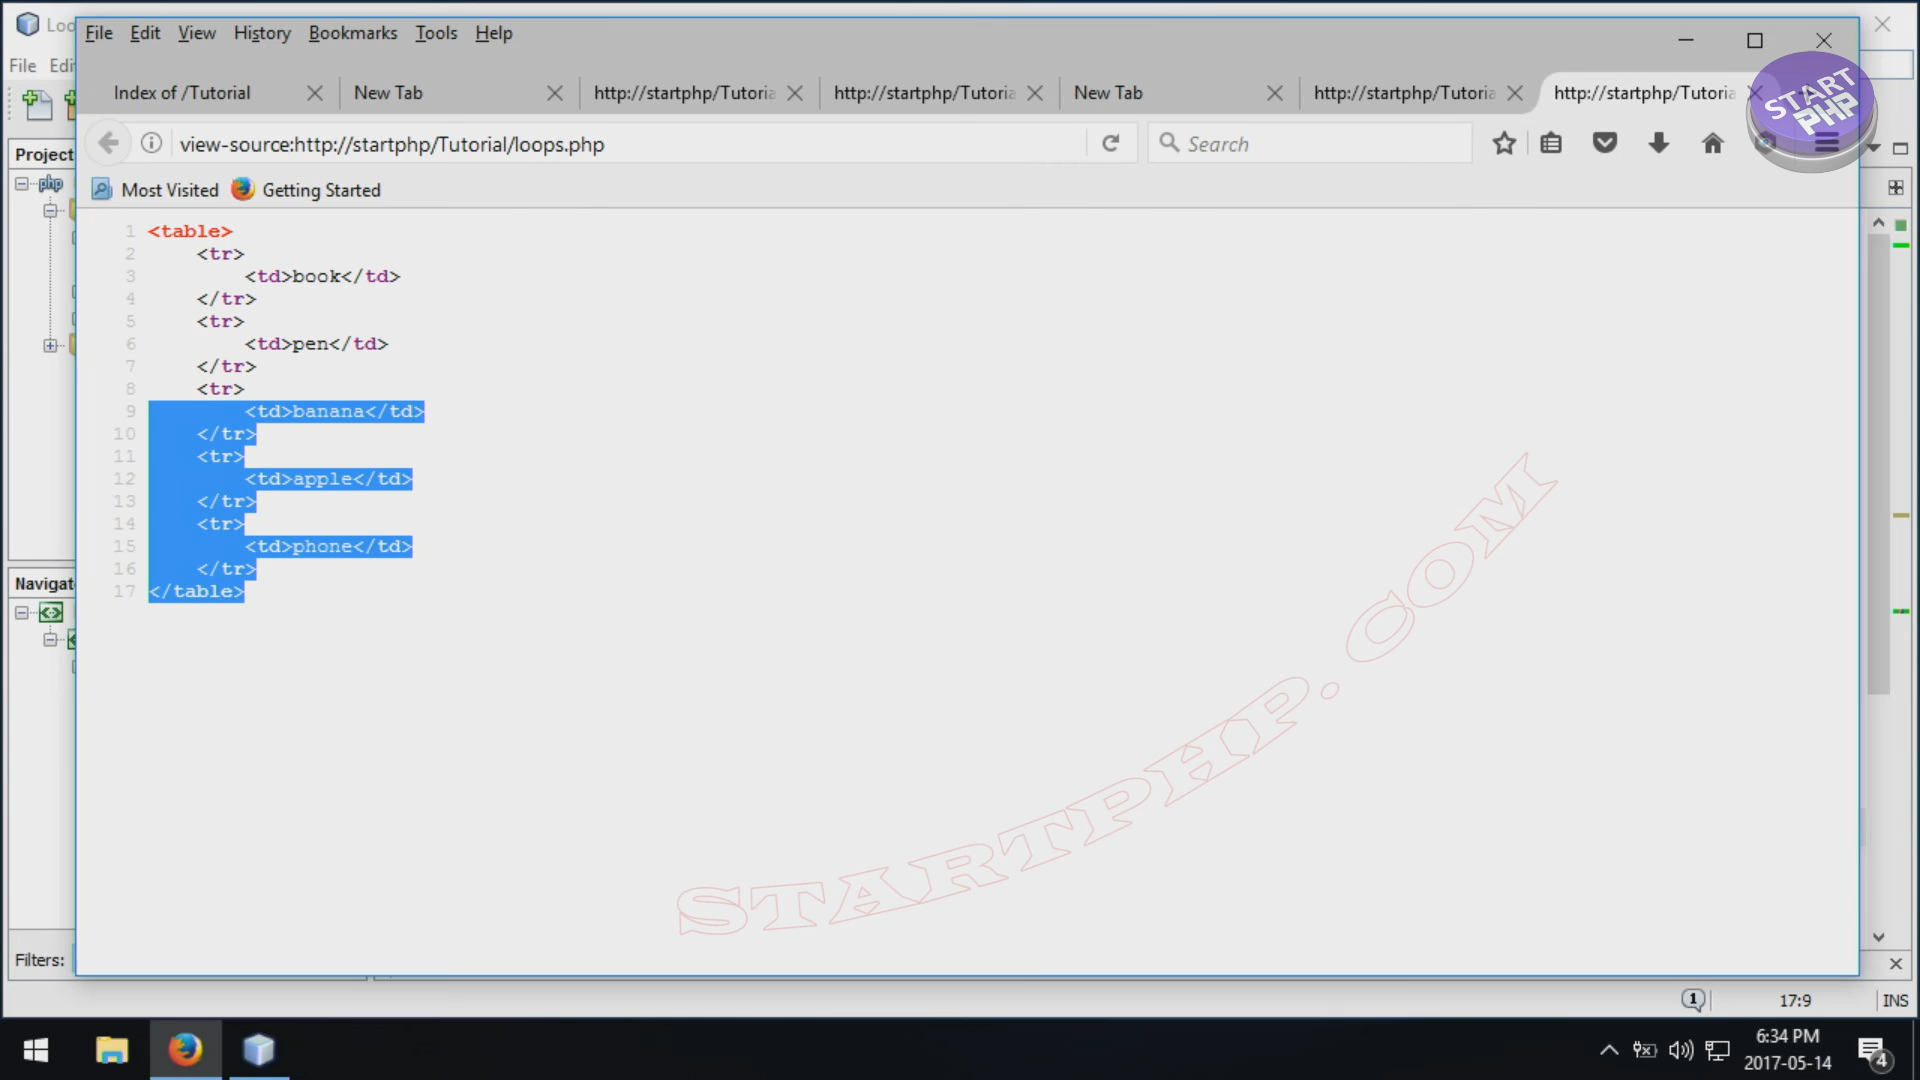 Loo
File Edi
File Edit View History Bookmarks Tools Help
Index of /Tutorial New Tab http://startphp/Tutoria http://startphp/Tutoria New Tab http://startphp/Tutoria http://startphp/Tutoria
START
PHP
view-source:http://startphp/Tutorial/loops.php Search
Project
php
Most Visited Getting Started
1 <table>
2 <tr>
3 <td>book</td>
4 </tr>
5 <tr>
6 <td>pen</td>
7 </tr>
8 <tr>
9 <td>banana</td>
10 </tr>
11 <tr>
12 <td>apple</td>
13 </tr>
14 <tr>
15 <td>phone</td>
16 </tr>
17 </table>
Navigat
STARTPHP.COM
Filters:
1 17:9 INS
6:34 PM
2017-05-14
4